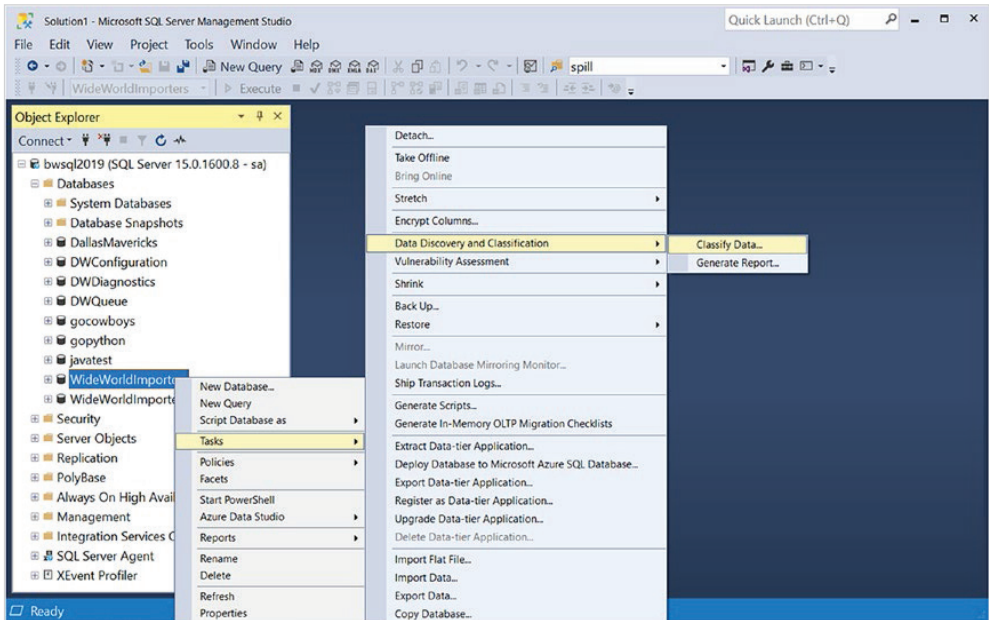 Solution1 - Microsoft SQL Server Management Studio
Quick Launch (Ctrl+Q)
File Edit View Project Tools Window Help
New Query
spill
WideWorldImporters
Execute
Object Explorer
Connect
bwsql2019 (SQL Server 15.0.1600.8 - sa)
Databases
System Databases
Database Snapshots
DallasMavericks
DWConfiguration
DWDiagnostics
DWQueue
gocowboys
gopython
javatest
WideWorldImporte
WideWorldImporte
Security
Server Objects
Replication
PolyBase
Always On High Avail
Management
Integration Services C
SQL Server Agent
XEvent Profiler
New Database...
New Query
Script Database as
Tasks
Policies
Facets
Start PowerShell
Azure Data Studio
Reports
Rename
Delete
Refresh
Properties
Detach...
Take Offline
Bring Online
Stretch
Encrypt Columns...
Data Discovery and Classification
Vulnerability Assessment
Shrink
Back Up...
Restore
Mirror...
Launch Database Mirroring Monitor...
Ship Transaction Logs...
Generate Scripts...
Generate In-Memory OLTP Migration Checklists
Extract Data-tier Application...
Deploy Database to Microsoft Azure SQL Database...
Export Data-tier Application...
Register as Data-tier Application...
Upgrade Data-tier Application...
Delete Data-tier Application...
Import Flat File...
Import Data...
Export Data...
Copy Database...
Classify Data...
Generate Report...
Ready